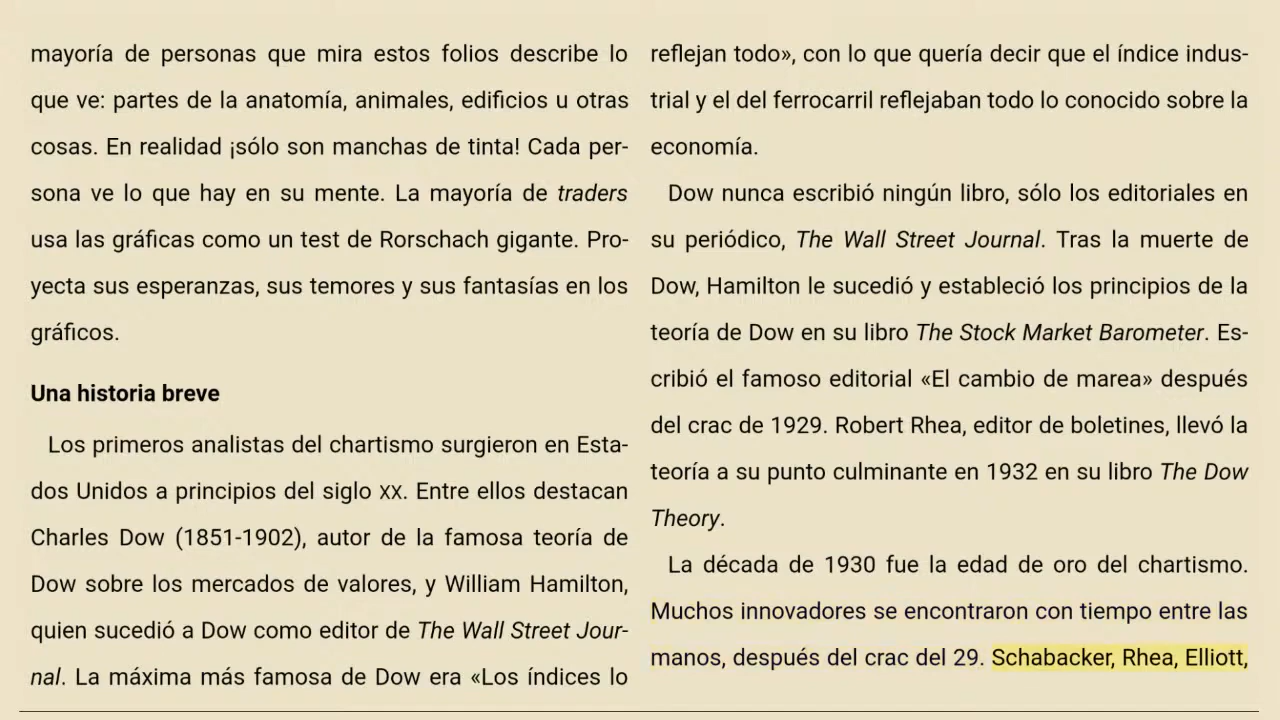 mayoría de personas que mira estos folios describe lo
que ve: partes de la anatomía, animales, edificios u otras
cosas. En realidad ¡sólo son manchas de tinta! Cada per-
sona ve lo que hay en su mente. La mayoría de traders
usa las gráficas como un test de Rorschach gigante. Pro-
yecta sus esperanzas, sus temores y sus fantasías en los
gráficos.
Una historia breve
Los primeros analistas del chartismo surgieron en Esta-
dos Unidos a principios del siglo XX. Entre ellos destacan
Charles Dow (1851-1902), autor de la famosa teoría de
Dow sobre los mercados de valores, y William Hamilton,
quien sucedió a Dow como editor de The Wall Street Jour-
nal. La máxima más famosa de Dow era «Los índices lo
reflejan todo», con lo que quería decir que el índice indus-
trial y el del ferrocarril reflejaban todo lo conocido sobre la
economía.
Dow nunca escribió ningún libro, sólo los editoriales en
su periódico, The Wall Street Journal. Tras la muerte de
Dow, Hamilton le sucedió y estableció los principios de la
teoría de Dow en su libro The Stock Market Barometer. Es-
cribió el famoso editorial «El cambio de marea» después
del crac de 1929. Robert Rhea, editor de boletines, llevó la
teoría a su punto culminante en 1932 en su libro The Dow
Theory.
La década de 1930 fue la edad de oro del chartismo.
Muchos innovadores se encontraron con tiempo entre las
manos, después del crac del 29. Schabacker, Rhea, Elliott,